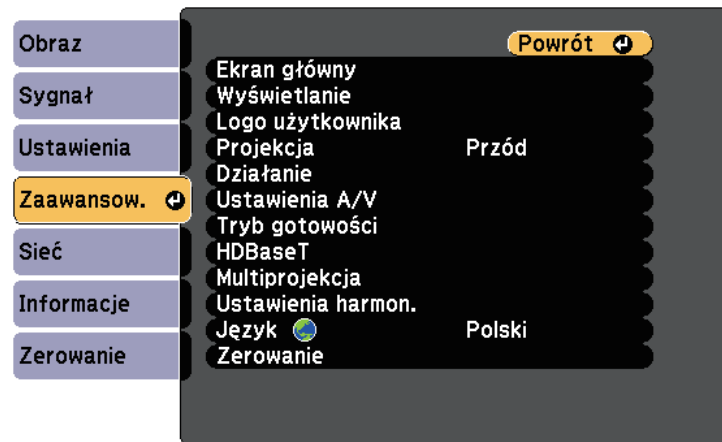 Obraz
Sygnał
Ustawienia
Zaawansow.
Sieć
Informacje
Zerowanie
Powrót
Ekran główny
Wyświetlanie
Logo użytkownika
Projekcja Przód
Działanie
Ustawienia A/V
Tryb gotowości
HDBaseT
Multiprojekcja
Ustawienia harmon.
Język Polski
Zerowanie